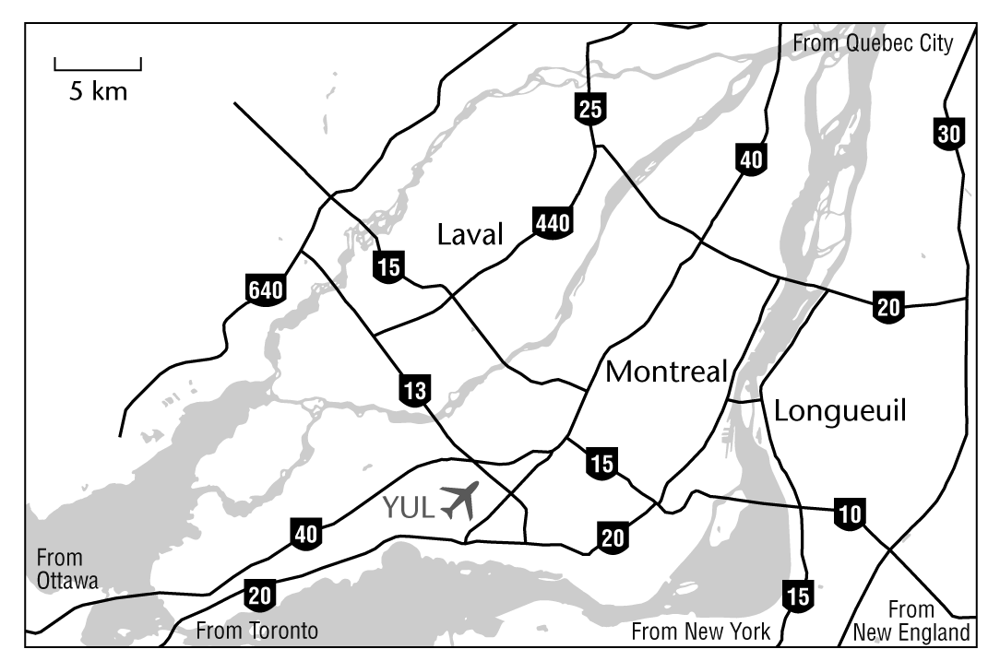 From Quebec City
5 km
25
30
40
Laval
440
15
640
20
Montreal
13
Longueuil
15
YUL
10
40
20
From
Ottawa
20
15
From Toronto
From New York
From
New England